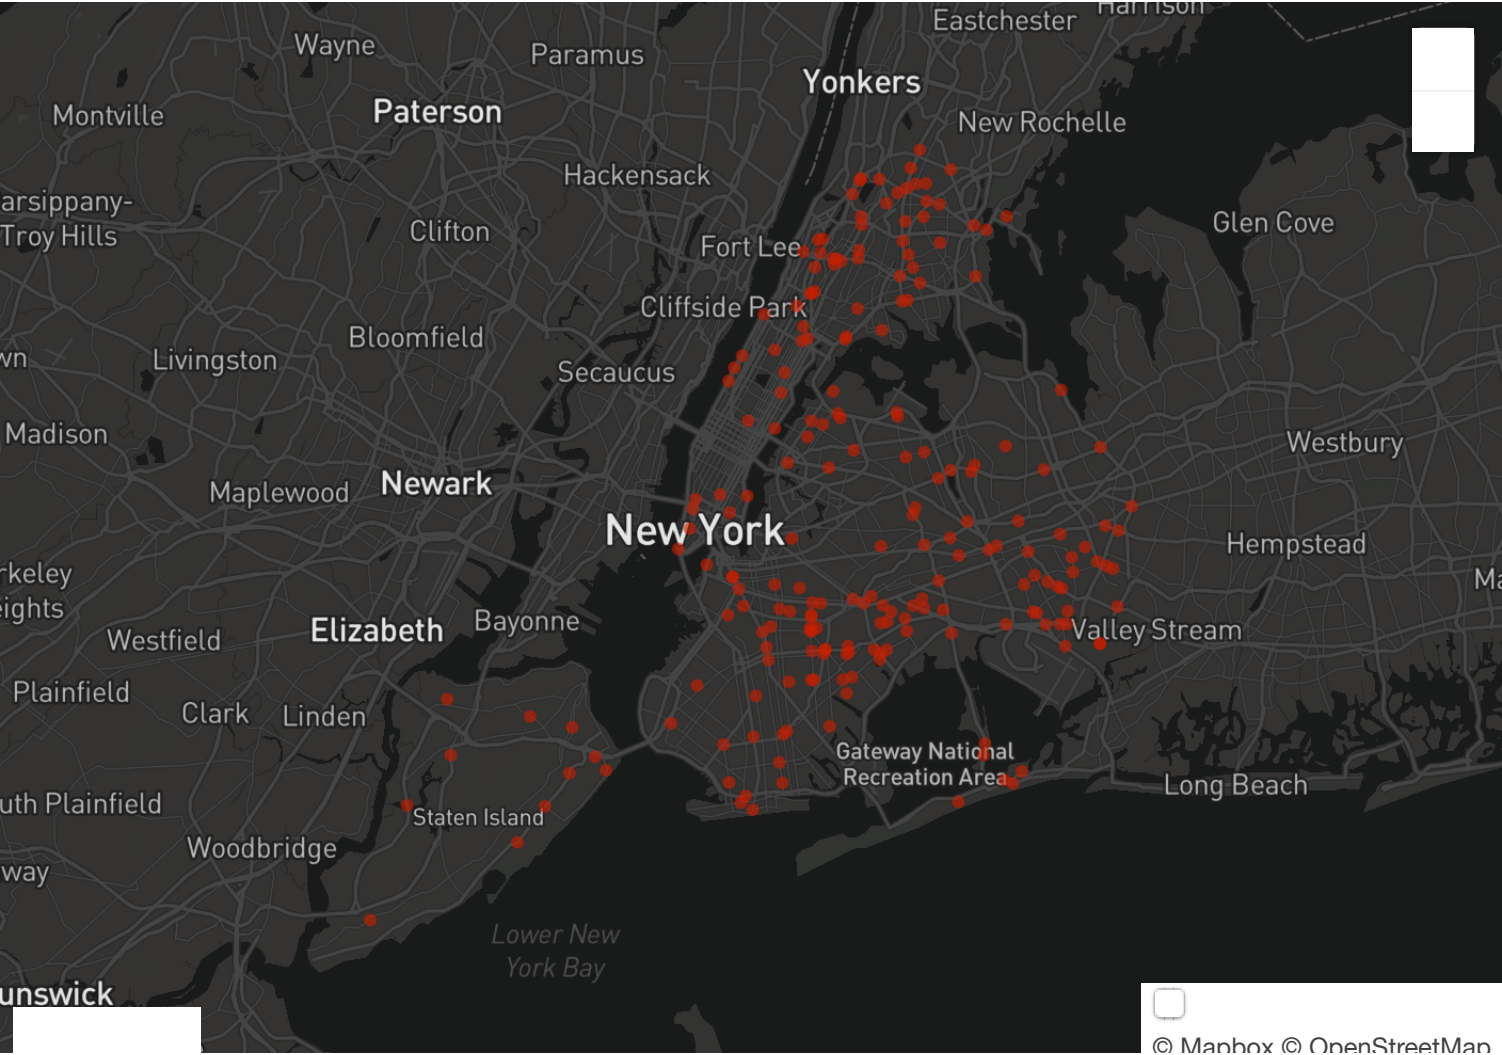 Harrison
Eastchester
Wayne
Paramus
Yonkers
Paterson
Montville
New Rochelle
Hackensack
arsippany-
Troy Hills
Glen Cove
Clifton
Fort Lee
Cliffside Park
Bloomfield
wn
Livingston
Secaucus
Madison
Westbury
Newark
Maplewood
New York
Hempstead
rkeley
eights
Ma
Bayonne
Elizabeth
Valley Stream
Westfield
Plainfield
Clark
Linden
Gateway National
Recreation Area
Long Beach
uth Plainfield
Staten Island
Woodbridge
way
Lower New
York Bay
unswick
© Mapbox © OpenStreetMap